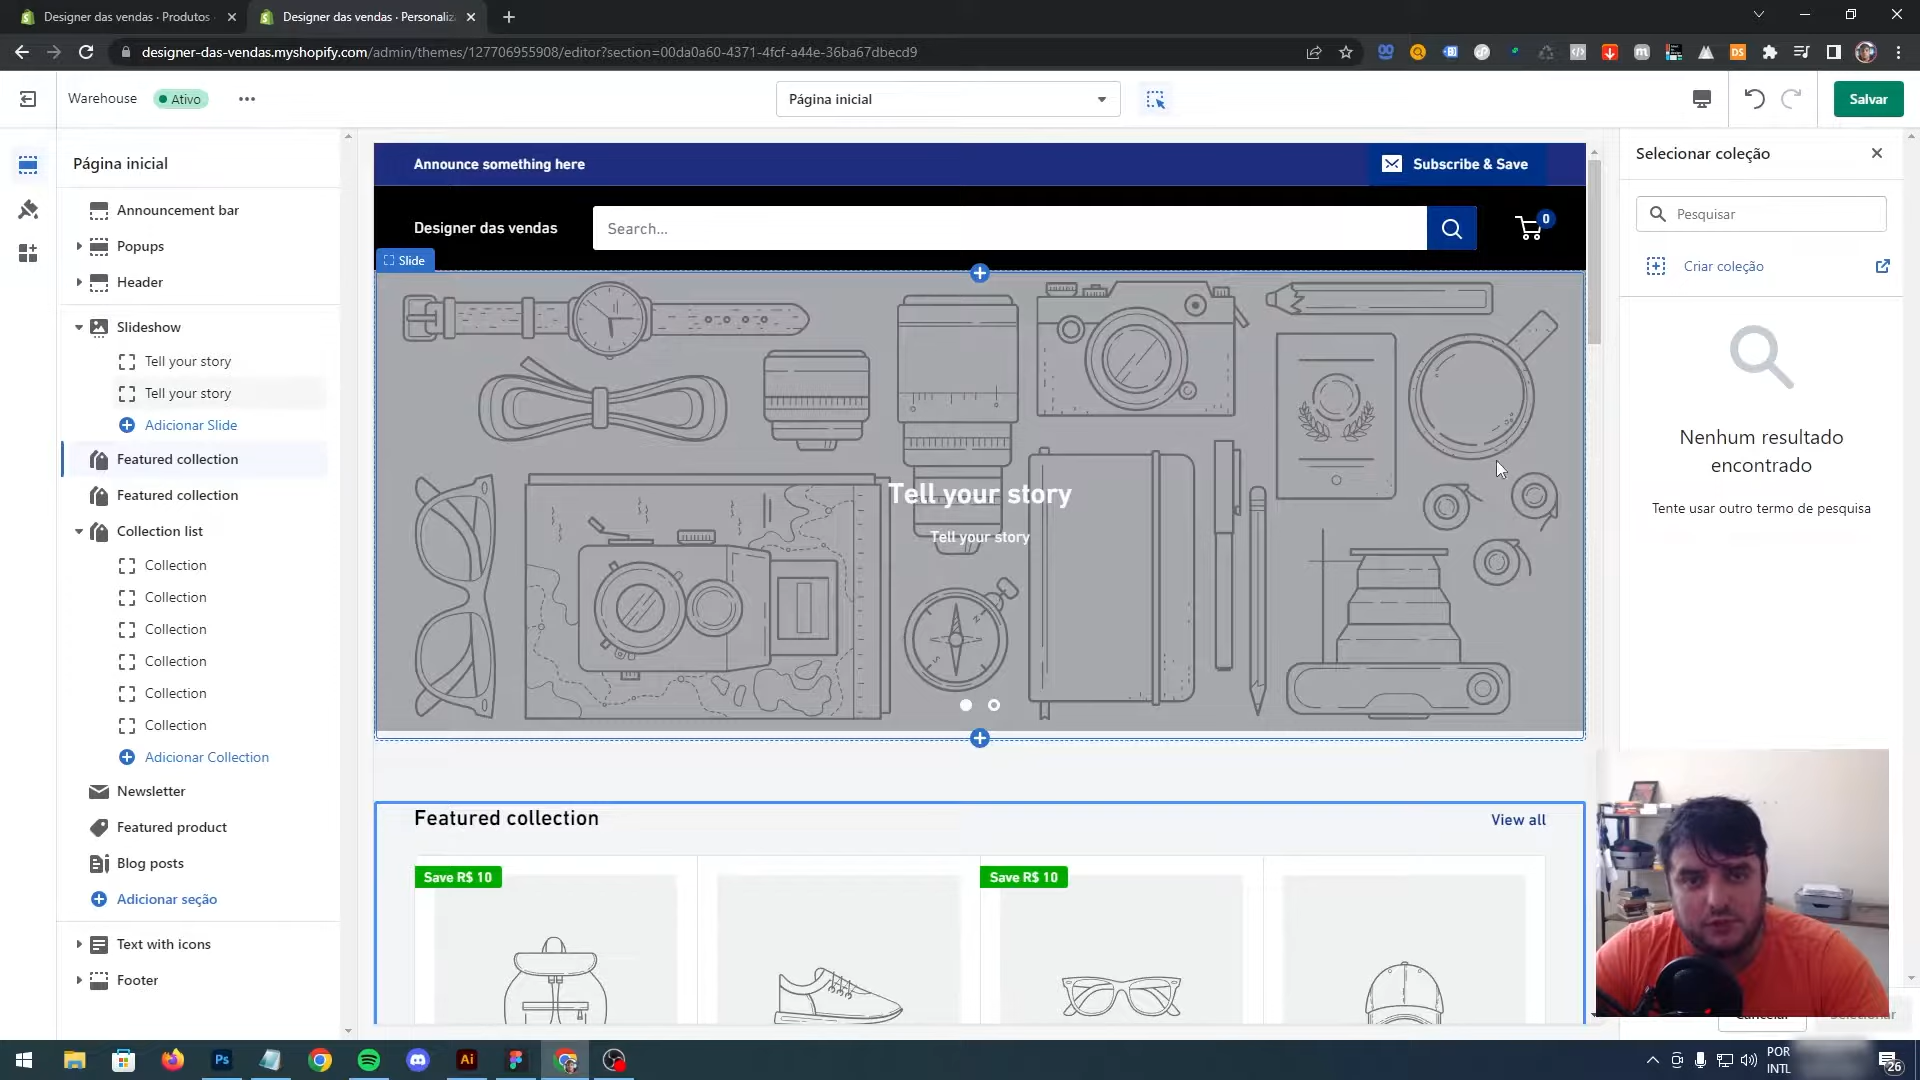 Designer das vendas · Produtos
Designer das vendas · Personaliz
designer-das-vendas.myshopify.com/admin/themes/127706955908/editor?section=00da0a60-4371-4fcf-a44e-36ba67dbecd9
Warehouse
Ativo
Página inicial
Salvar
Página inicial
Announcement bar
Popups
Header
Slideshow
Tell your story
Tell your story
Adicionar Slide
Featured collection
Featured collection
Collection list
Collection
Collection
Collection
Collection
Collection
Collection
Adicionar Collection
Newsletter
Featured product
Blog posts
Adicionar seção
Text with icons
Footer
Announce something here
Subscribe & Save
Designer das vendas
Search...
0
Slide
Tell your story
Tell your story
Featured collection
View all
Save R$ 10
Save R$ 10
Selecionar coleção
Pesquisar
Criar coleção
Nenhum resultado
encontrado
Tente usar outro termo de pesquisa
Cancelar
Selecionar
Ps
Ai
POR
INTL
26